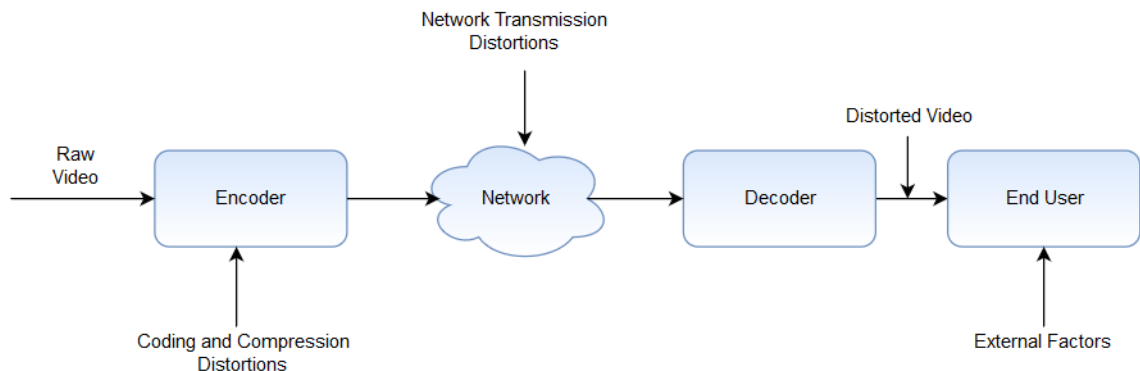 Network Transmission
Distortions
Distorted Video
Raw
Video
Encoder
Network
Decoder
End User
Coding and Compression
Distortions
External Factors